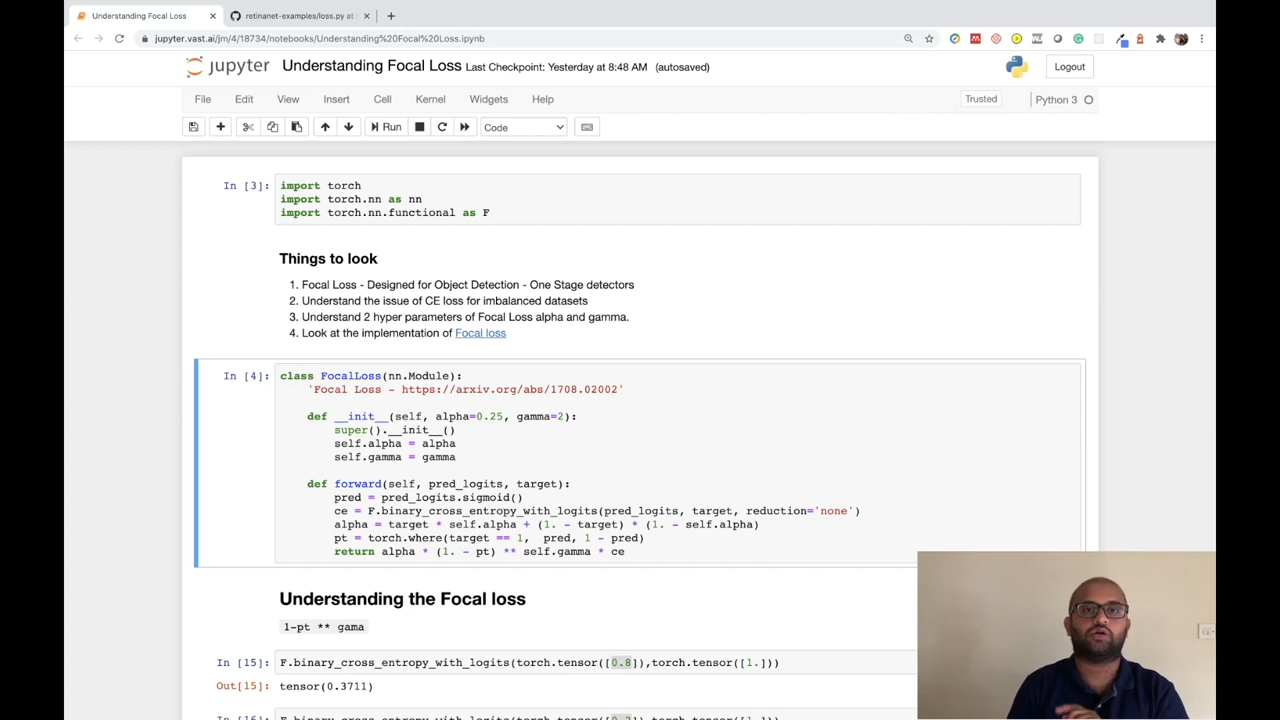 Understanding Focal Loss
retinanet-examples/loss.py at
jupyter.vast.ai/jm/4/18734/notebooks/Understanding%20Focal%20Loss.ipynb
jupyter Understanding Focal Loss Last Checkpoint: Yesterday at 8:48 AM (autosaved)
Logout
File Edit View Insert Cell Kernel Widgets Help
Trusted
Python 3
Run
Code
In [3]:
import torch
import torch.nn as nn
import torch.nn.functional as F
Things to look
1. Focal Loss - Designed for Object Detection - One Stage detectors
2. Understand the issue of CE loss for imbalanced datasets
3. Understand 2 hyper parameters of Focal Loss alpha and gamma.
4. Look at the implementation of Focal loss
In [4]:
class FocalLoss(nn.Module):
'Focal Loss - https://arxiv.org/abs/1708.02002'
def __init__(self, alpha=0.25, gamma=2):
super().__init__()
self.alpha = alpha
self.gamma = gamma
def forward(self, pred_logits, target):
pred = pred_logits.sigmoid()
ce = F.binary_cross_entropy_with_logits(pred_logits, target, reduction='none')
alpha = target * self.alpha + (1. - target) * (1. - self.alpha)
pt = torch.where(target == 1, pred, 1 - pred)
return alpha * (1. - pt) ** self.gamma * ce
Understanding the Focal loss
1-pt ** gama
In [15]:
F.binary_cross_entropy_with_logits(torch.tensor([0.8]),torch.tensor([1.]))
Out[15]:
tensor(0.3711)